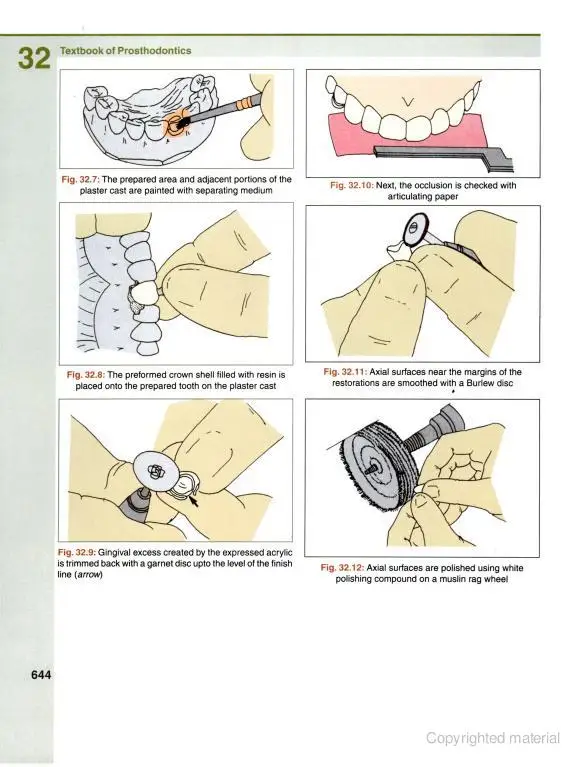 32
Textbook of Prosthodontics
Fig. 32.7: The prepared area and adjacent portions of the
plaster cast are painted with separating medium
Fig. 32.8: The preformed crown shell filled with resin is
placed onto the prepared tooth on the plaster cast
Fig. 32.9: Gingival excess created by the expressed acrylic
is trimmed back with a garnet disc upto the level of the finish
line (arrow)
Fig. 32.10: Next, the occlusion is checked with
articulating paper
Fig. 32.11: Axial surfaces near the margins of the
restorations are smoothed with a Burlew disc
Fig. 32.12: Axial surfaces are polished using white
polishing compound on a muslin rag wheel
644
Copyrighted material